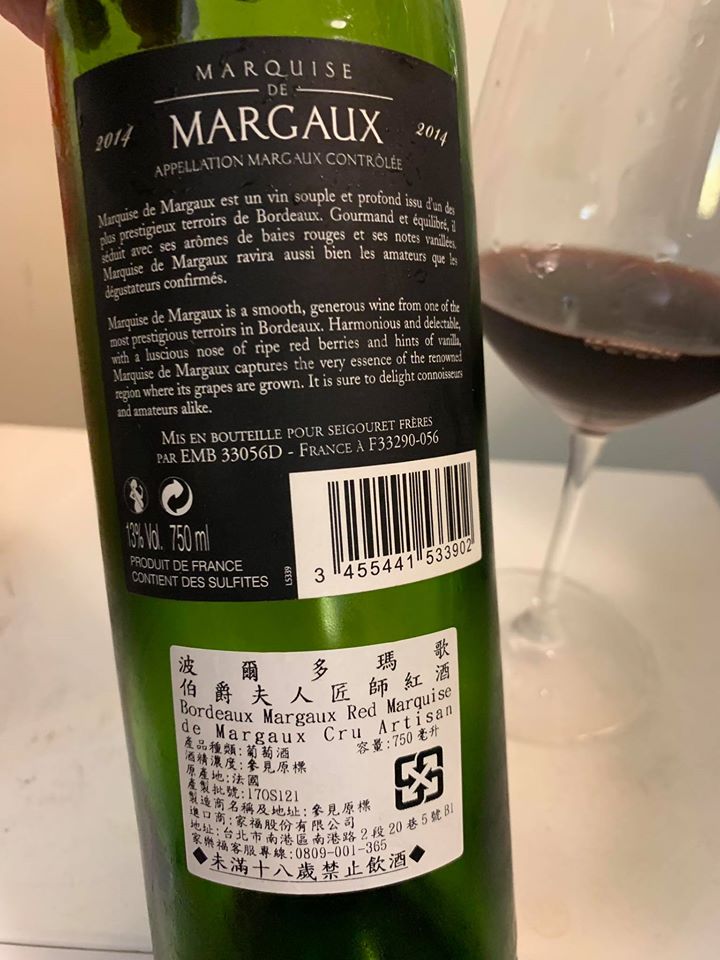 MARQUISE
DE
2014 MARGAUX 2014
APPELLATION MARGAUX CONTRÔLÉE
Marquise de Margaux est un vin souple et profond issu d'un des
plus prestigieux terroirs de Bordeaux. Gourmand et équilibré, il
séduit avec ses arômes de baies rouges et ses notes vanillées.
Marquise de Margaux ravira aussi bien les amateurs que les
dégustateurs confirmés.
Marquise de Margaux is a smooth, generous wine from one of the
most prestigious terroirs in Bordeaux. Harmonious and delectable,
with a luscious nose of ripe red berries and hints of vanilla,
Marquise de Margaux captures the very essence of the renowned
region where its grapes are grown. It is sure to delight connoisseurs
and amateurs alike.
MIS EN BOUTEILLE POUR SEIGOURET FRÈRES
PAR EMB 33056D - FRANCE À F33290-056
13% Vol. 750 ml
PRODUIT DE FRANCE
CONTIENT DES SULFITES
L5339
3 455441 533902
波爾多瑪歌
伯爵夫人匠師紅酒
Bordeaux Margaux Red Marquise
de Margaux Cru Artisan
產品種類:葡萄酒 容量:750毫升
酒精濃度:參見原標
原產地:法國
產製批號:170S121
製造商名稱及地址:參見原標
進口商:家福股份有限公司
地址:台北市南港區南港路2段20巷5號B1
家樂福客服專線:0809-001-365
◆未滿十八歲禁止飲酒◆